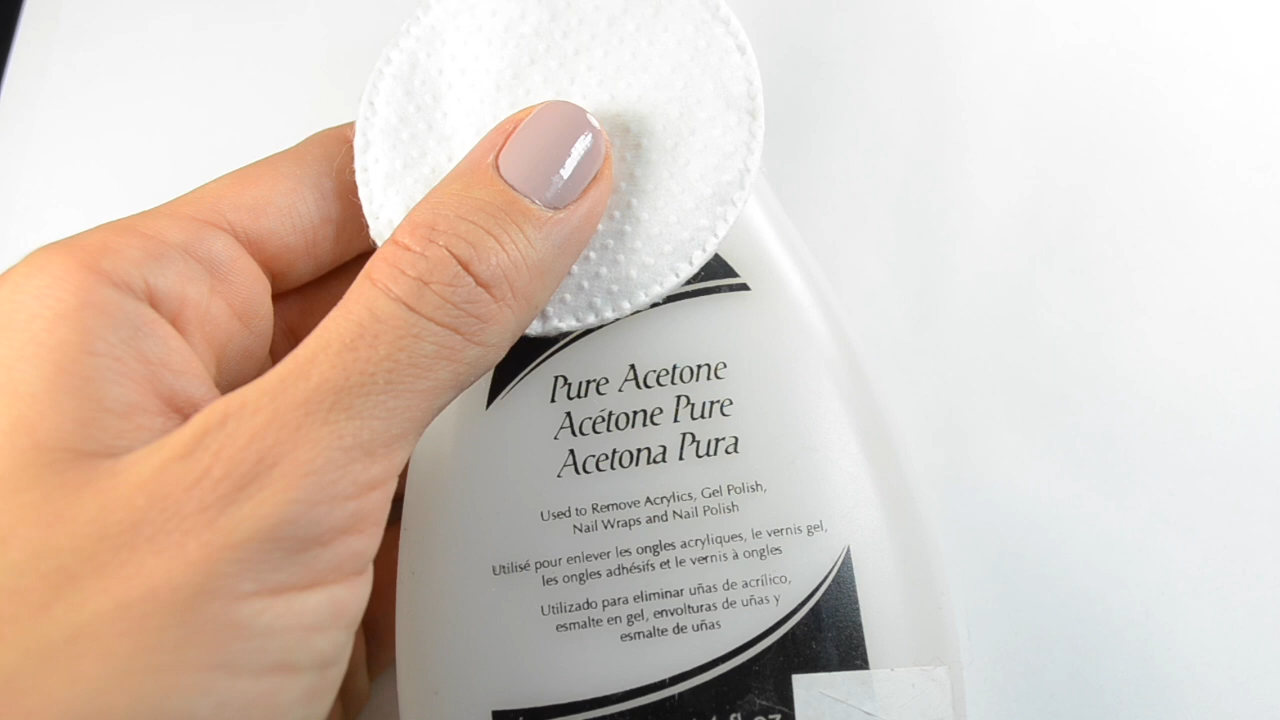 Pure Acetone
Acétone Pure
Acetona Pura
Used to Remove Acrylics, Gel Polish,
Nail Wraps and Nail Polish
Utilisé pour enlever les ongles acryliques, le vernis gel,
les ongles adhésifs et le vernis à ongles
Utilizado para eliminar uñas de acrílico,
esmalte en gel, envolturas de uñas y
esmalte de uñas
fl oz